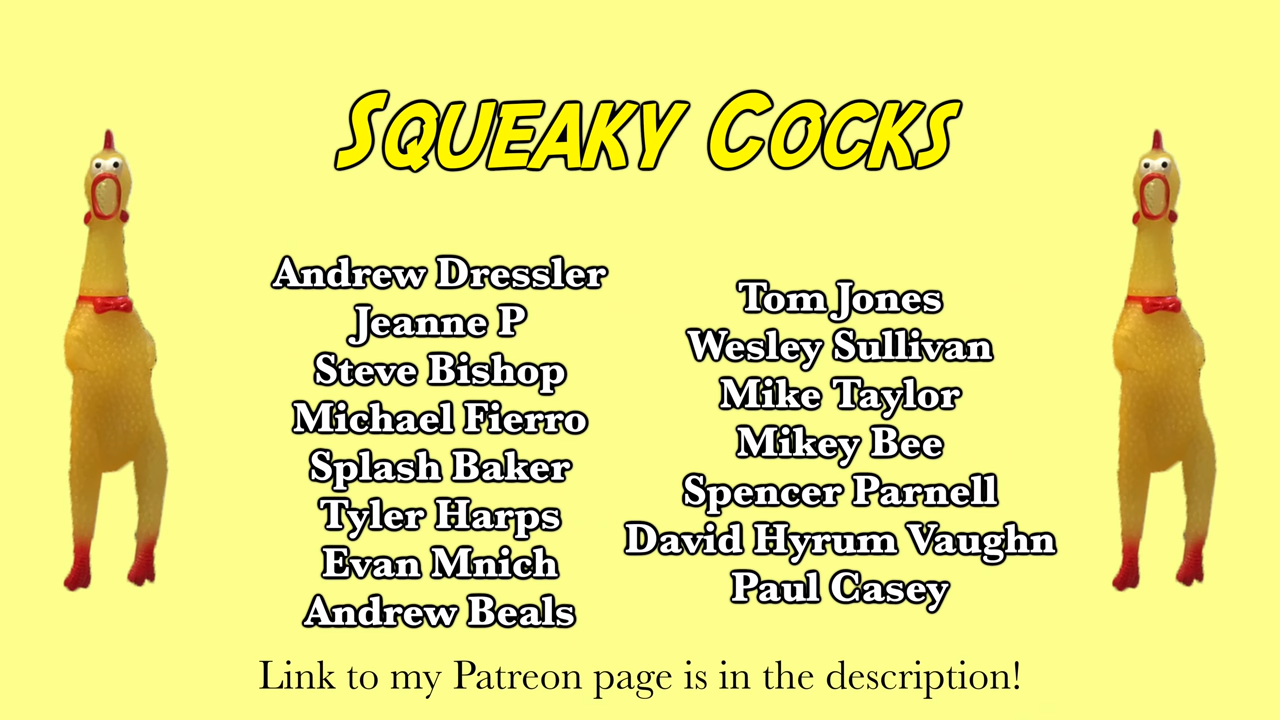 Squeaky Cocks
Andrew Dressler
Jeanne P
Steve Bishop
Michael Fierro
Splash Baker
Tyler Harps
Evan Mnich
Andrew Beals
Tom Jones
Wesley Sullivan
Mike Taylor
Mikey Bee
Spencer Parnell
David Hyrum Vaughn
Paul Casey
Link to my Patreon page is in the description!